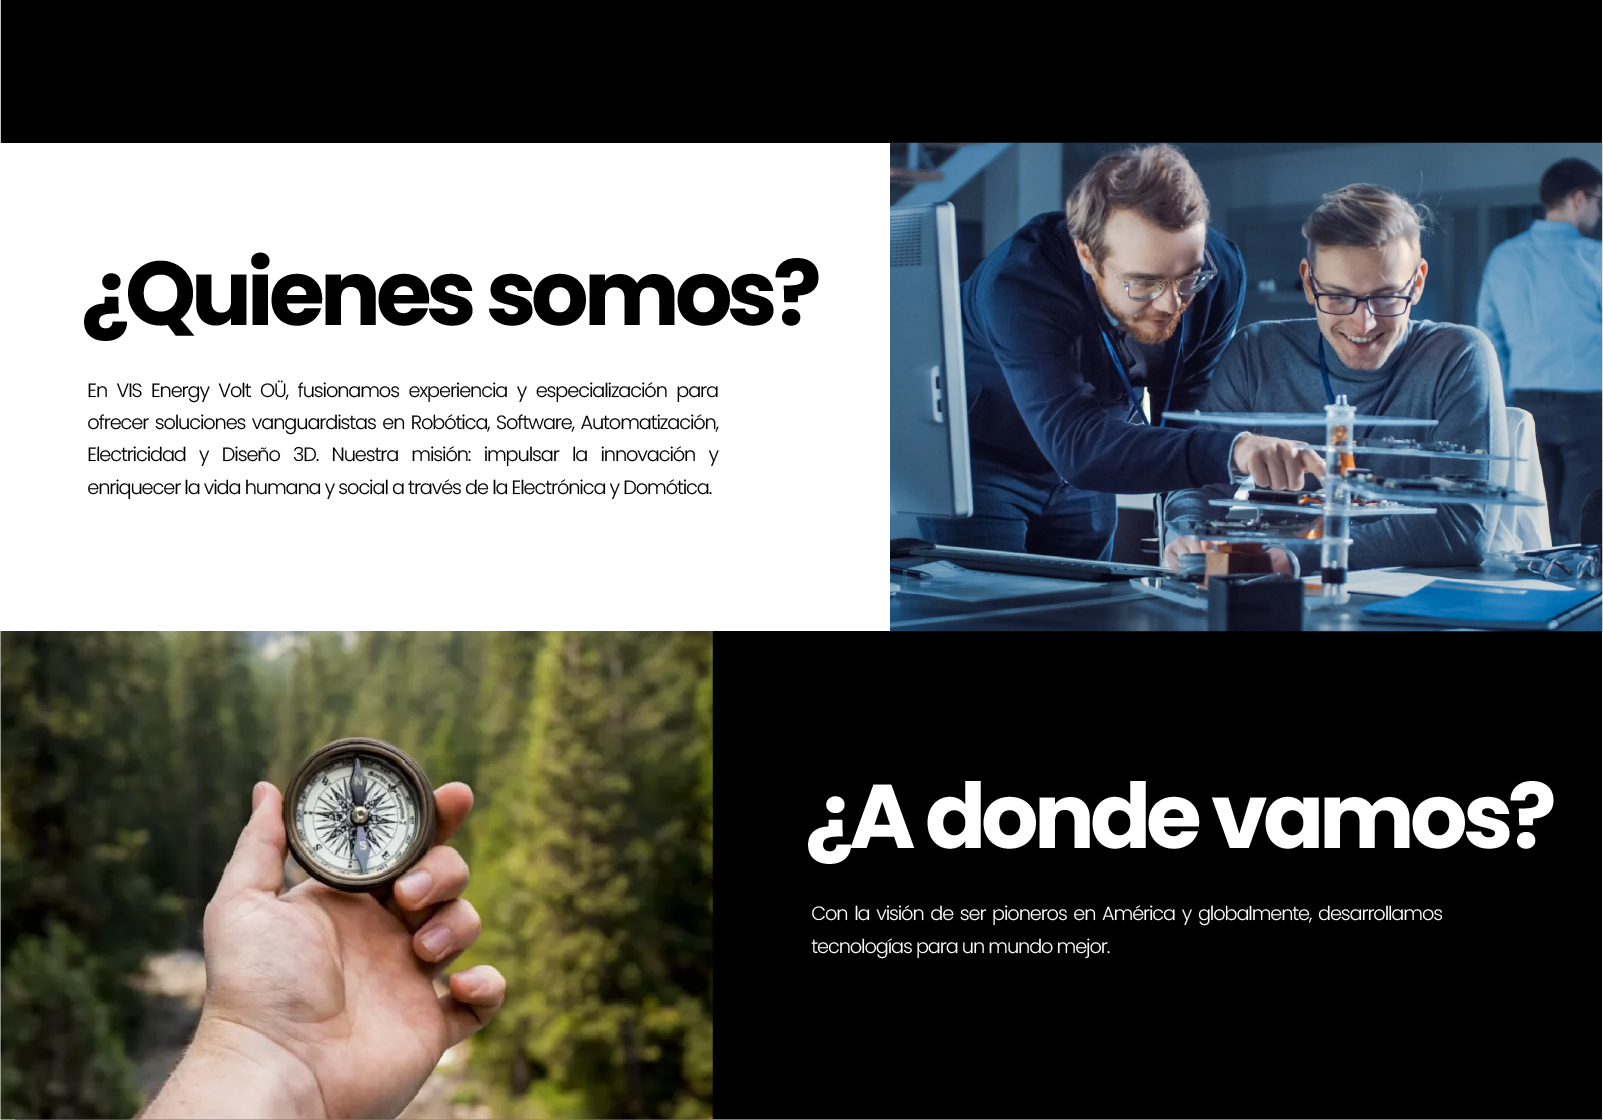 ¿Quienes somos?
En VIS Energy Volt OÜ, fusionamos experiencia y especialización para
ofrecer soluciones vanguardistas en Robótica, Software, Automatización,
Electricidad y Diseño 3D. Nuestra misión: impulsar la innovación y
enriquecer la vida humana y social a través de la Electrónica y Domótica.
N
S
¿A donde vamos?
Con la visión de ser pioneros en América y globalmente, desarrollamos
tecnologías para un mundo mejor.